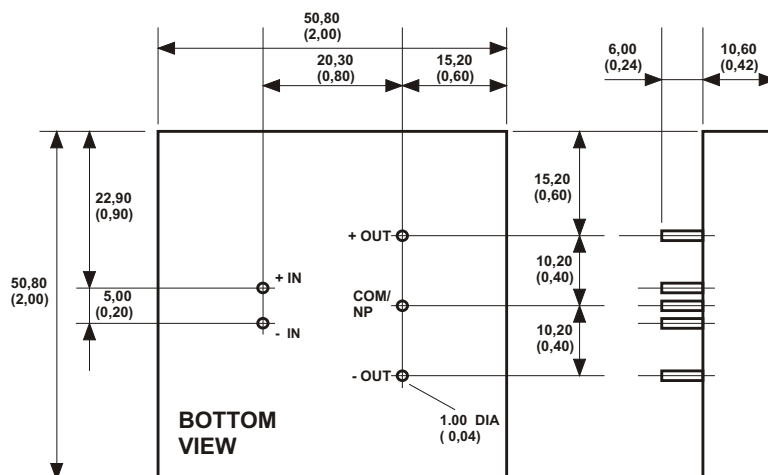 50,80
(2,00)
20,30
(0,80)
15,20
(0,60)
6,00
(0,24)
10,60
(0,42)
22,90
(0,90)
15,20
(0,60)
+ OUT
+ IN
50,80
(2,00)
5,00
(0,20)
COM/
NP
10,20
(0,40)
- IN
10,20
(0,40)
- OUT
1.00 DIA
( 0,04)
BOTTOM
VIEW